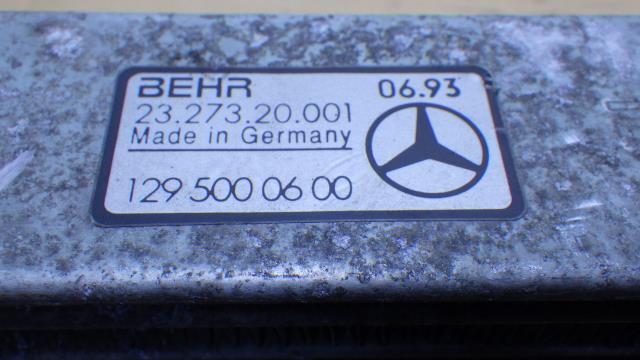 BEHR 06.93
23.273.20.001
Made in Germany
129 500 06 00